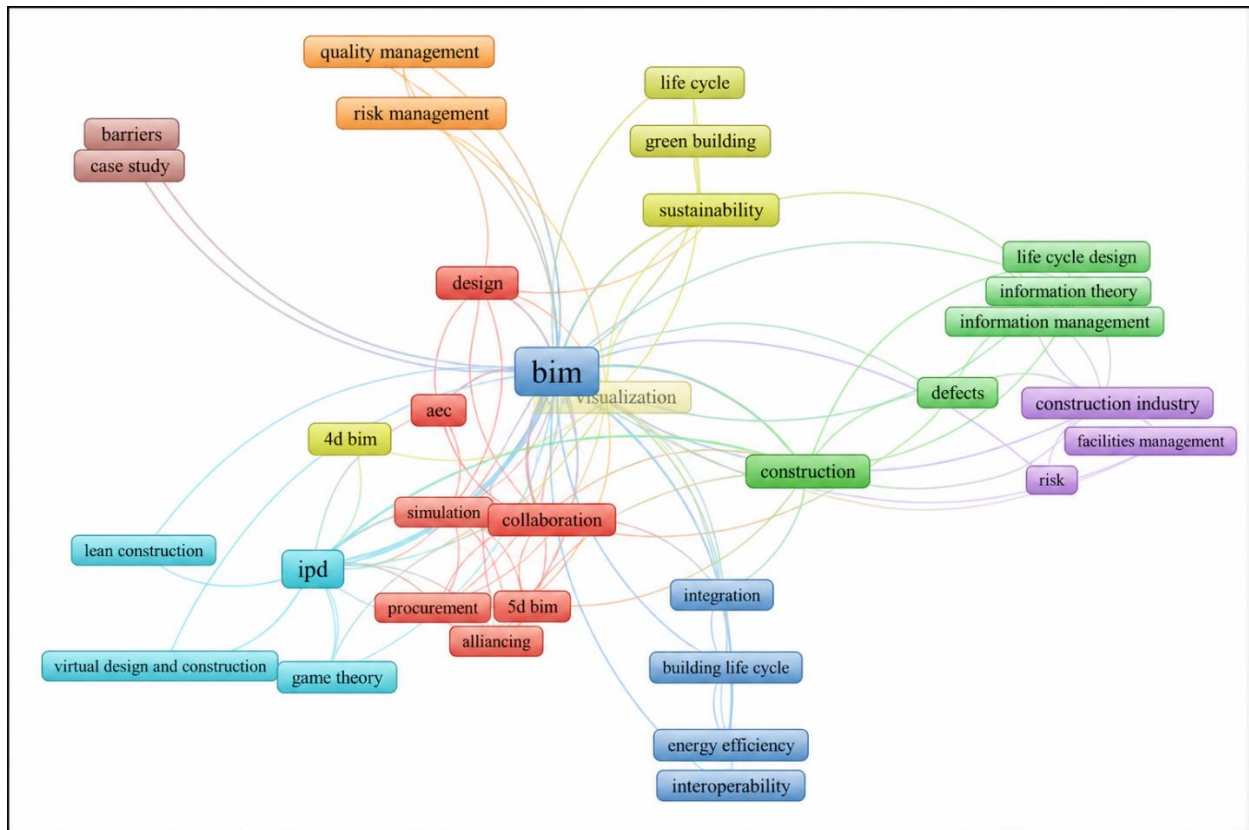 quality management
life cycle
risk management
barriers
green building
case study
sustainability
life cycle design
design
information theory
information management
bim
defects
visualization
construction industry
aec
4d bim
facilities management
construction
risk
simulation
collaboration
lean construction
ipd
integration
procurement
5d bim
alliancing
virtual design and construction
building life cycle
game theory
energy efficiency
interoperability